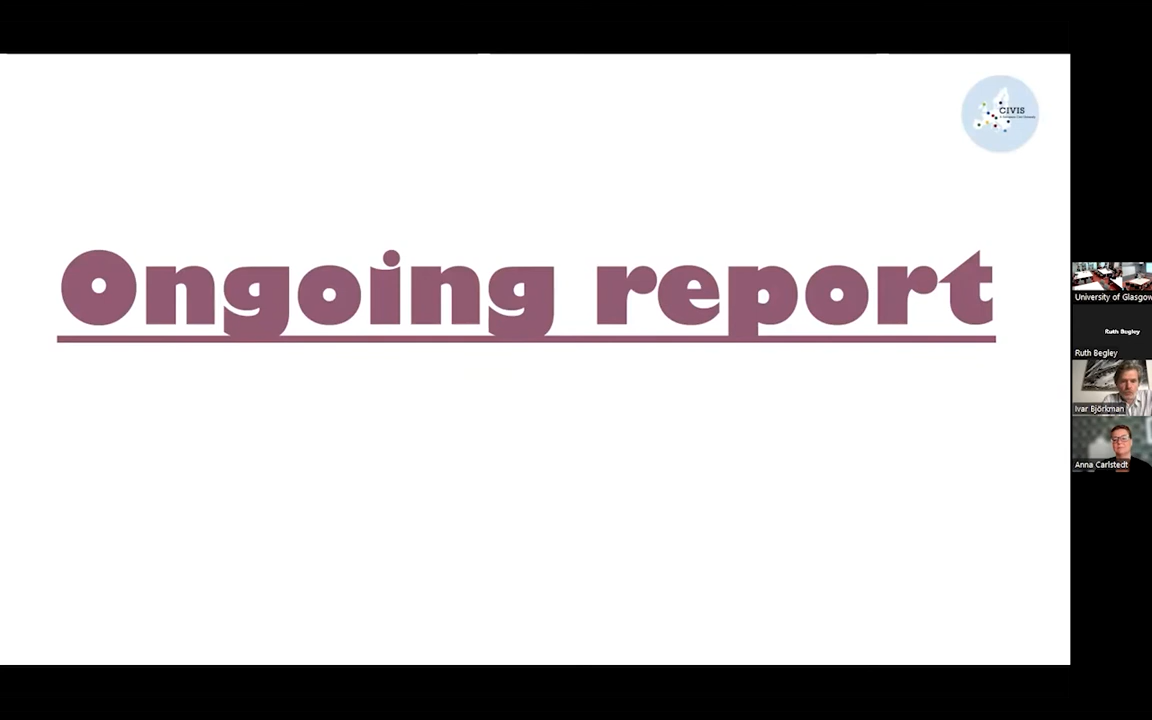 CIVIS
Ongoing report
University of Glasgow
Ruth Begley
Ruth Begley
Ivar Björkman
Anna Carlstedt